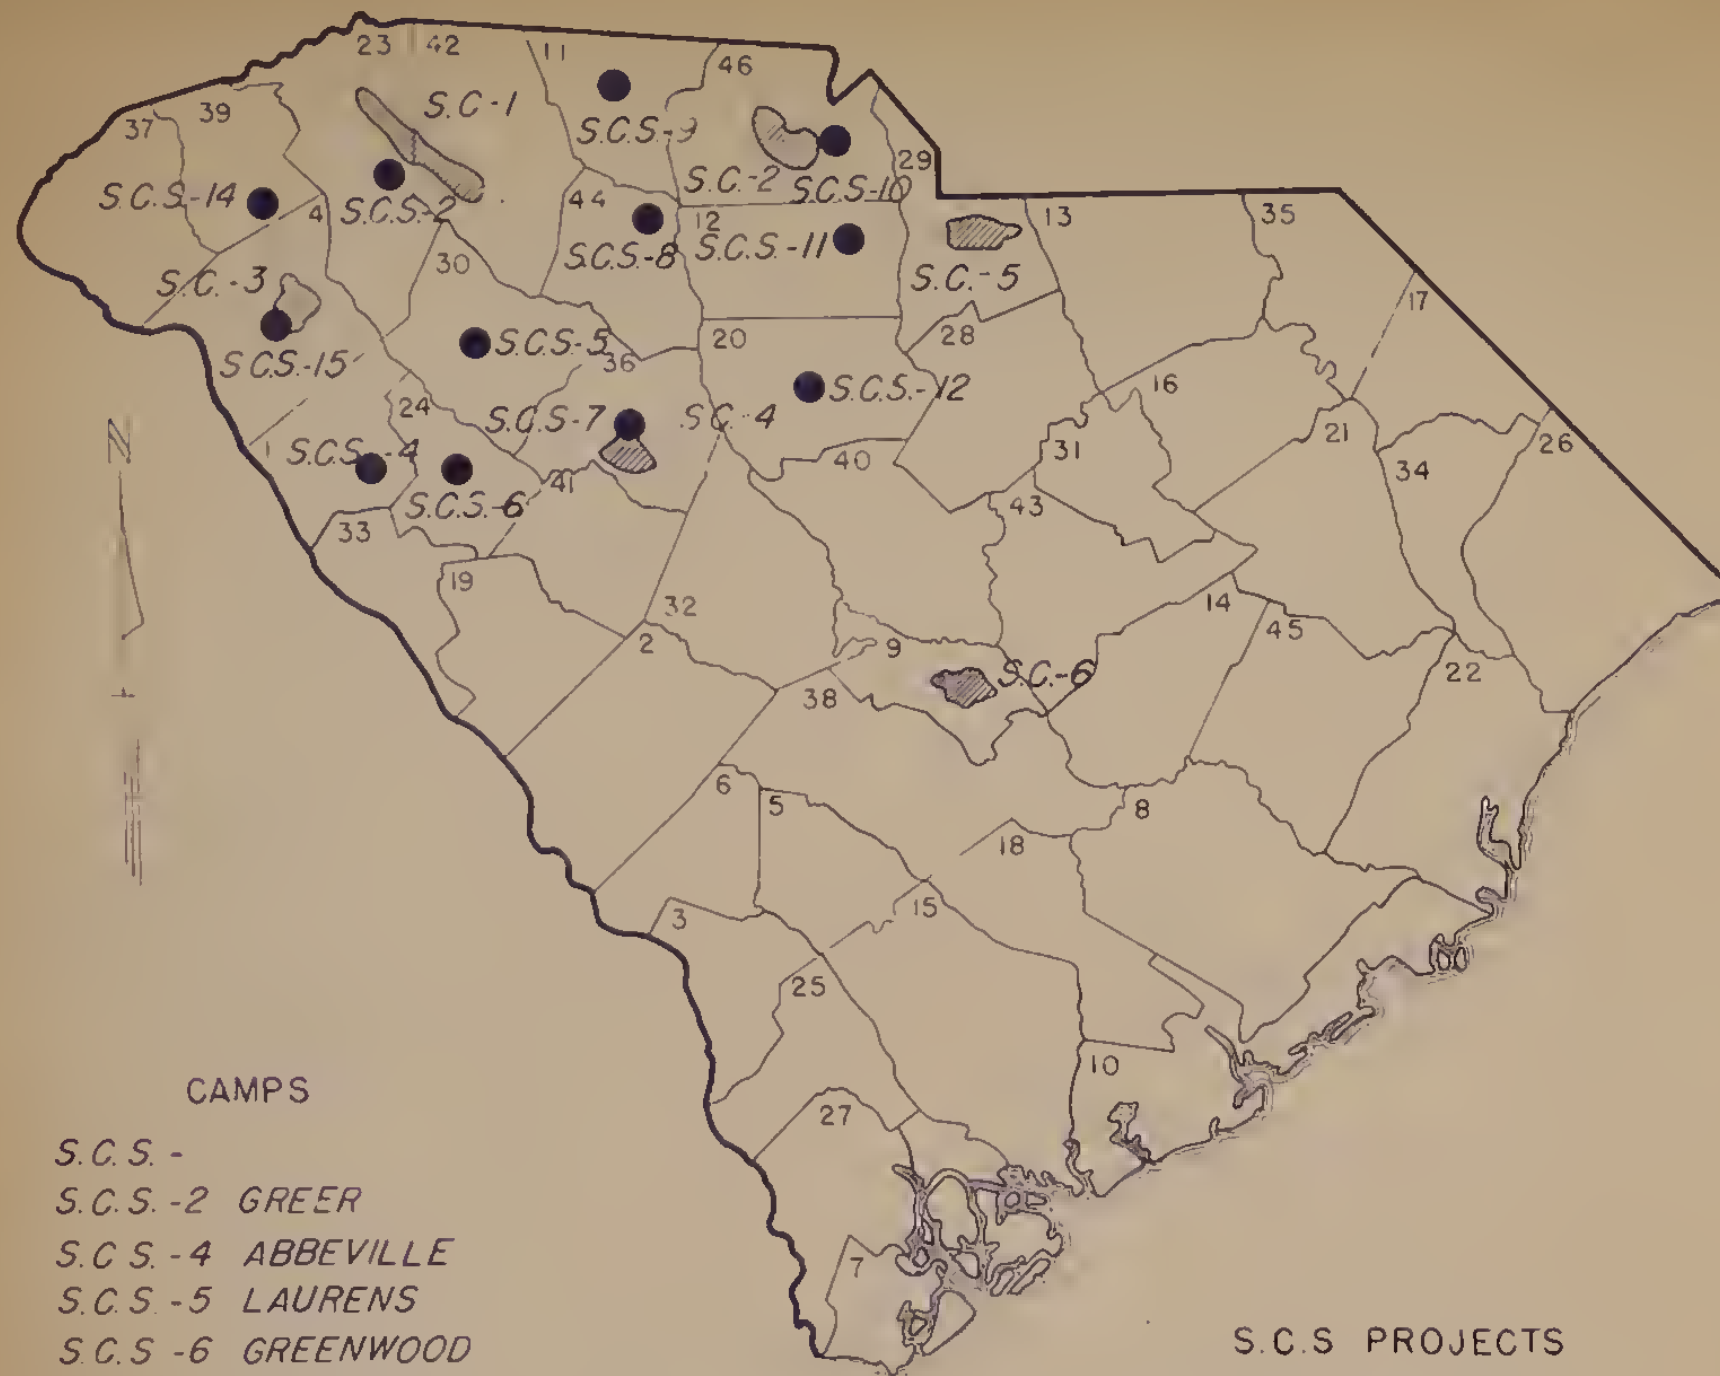 23 42 11 46
37 39 S.C-1 S.C.S.-9 29
S.C.S.-14 4 S.C.S.-2 44 S.C.-2 S.C.S-10 13 35
S.C.S.-8 12 S.C.S.-11
S.C.-3 30 S.C.-5 17
S.C.S.-15 S.C.S-5 36 20 28
24 S.C.S-7 S.C.-4 S.C.S.-12 16
1 S.C.S.-4 40 31 21 34 26
S.C.S.-6 41 43
33
19 32 14
2 9 45
38 S.C.-6 22
6 5 8
18
3 15
25
10
27
7
N
CAMPS
S.C.S. -
S.C.S. -2 GREER
S.C S. -4 ABBEVILLE
S.C.S. -5 LAURENS
S.C.S -6 GREENWOOD
S.C.S PROJECTS